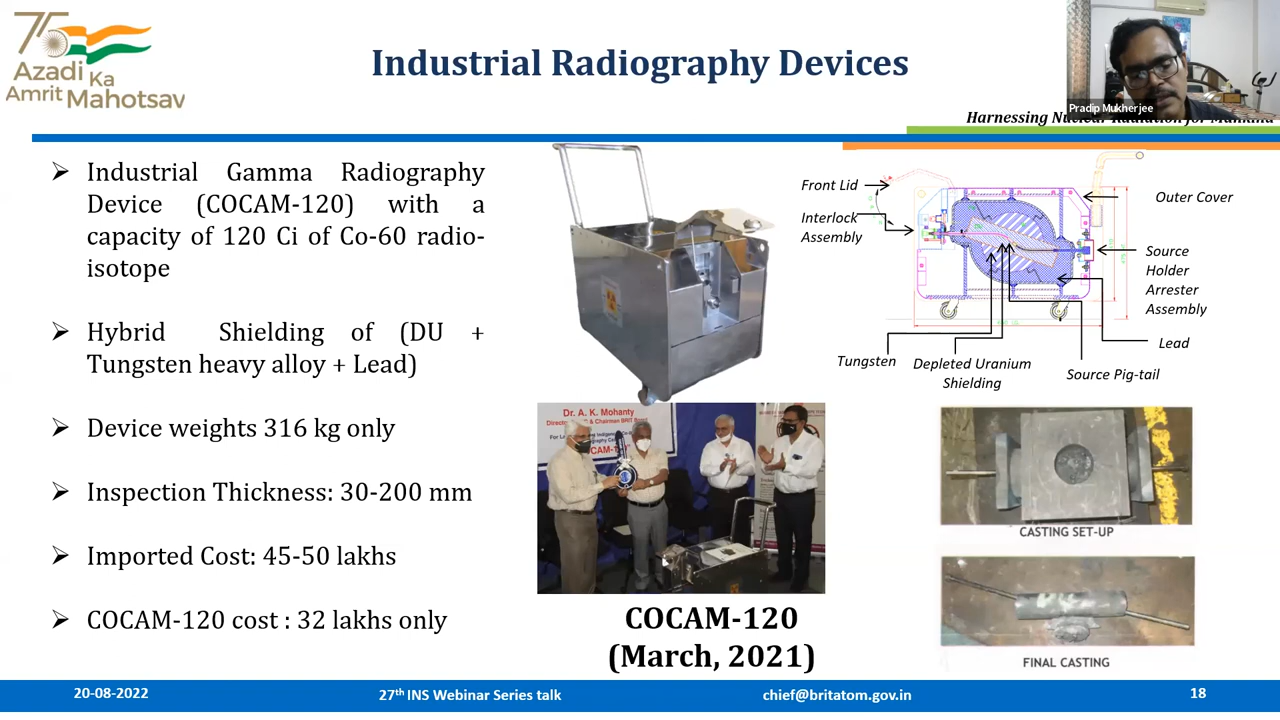 75
Azadi Ka
Amrit Mahotsav
Industrial Radiography Devices
Pradip Mukherjee
Harnessing Nuclear Radiation for Mankind
Industrial Gamma Radiography
Device (COCAM-120) with a
capacity of 120 Ci of Co-60 radio-
isotope
Hybrid Shielding of (DU +
Tungsten heavy alloy + Lead)
Device weights 316 kg only
Inspection Thickness: 30-200 mm
Imported Cost: 45-50 lakhs
COCAM-120 cost : 32 lakhs only
Dr. A. K. Mohanty
COCAM-120
(March, 2021)
Front Lid
Interlock
Assembly
Outer Cover
Source
Holder
Arrester
Assembly
Lead
Tungsten
Depleted Uranium
Shielding
Source Pig-tail
CASTING SET-UP
FINAL CASTING
20-08-2022
27th INS Webinar Series talk
chief@britatom.gov.in
18